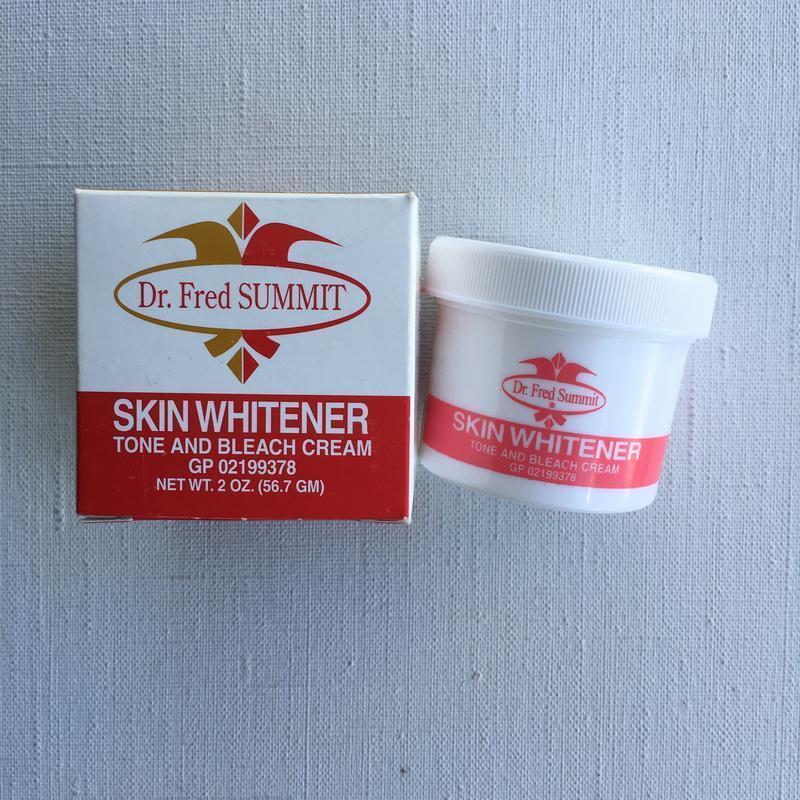 Dr. Fred SUMMIT
SKIN WHITENER
TONE AND BLEACH CREAM
GP 02199378
NET WT. 2 OZ. (56.7 GM)
Dr. Fred Summit
SKIN WHITENER
TONE AND BLEACH CREAM
GP 02199378